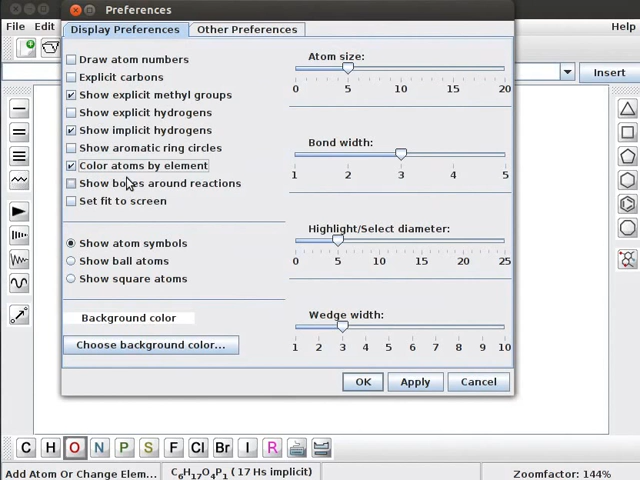 Preferences
File Edit
Help
Display Preferences
Other Preferences
Insert
Draw atom numbers
Explicit carbons
Show explicit methyl groups
Show explicit hydrogens
Show implicit hydrogens
Show aromatic ring circles
Color atoms by element
Show boxes around reactions
Set fit to screen
Show atom symbols
Show ball atoms
Show square atoms
Background color
Choose background color...
Atom size:
0 5 10 15 20
Bond width:
1 2 3 4 5
Highlight/Select diameter:
0 5 10 15 20 25
Wedge width:
1 2 3 4 5 6 7 8 9 10
OK Apply Cancel
C H O N P S F Cl Br I R
Add Atom Or Change Elem...
C₆H₁₇O₄P₁ ( 17 Hs implicit)
Zoomfactor: 144%